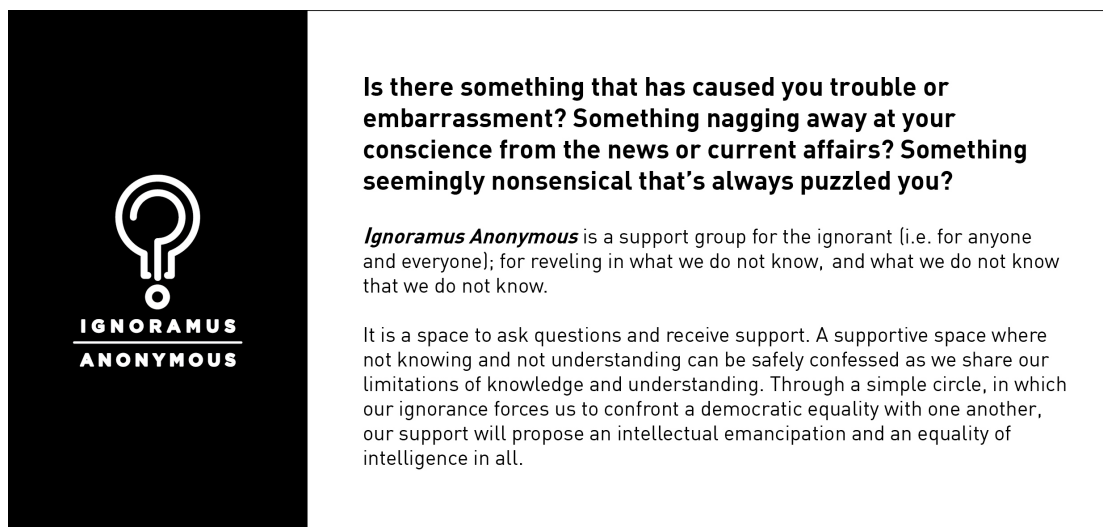 IGNORAMUS
ANONYMOUS
Is there something that has caused you trouble or
embarrassment? Something nagging away at your
conscience from the news or current affairs? Something
seemingly nonsensical that’s always puzzled you?
Ignoramus Anonymous is a support group for the ignorant (i.e. for anyone
and everyone); for reveling in what we do not know, and what we do not know
that we do not know.
It is a space to ask questions and receive support. A supportive space where
not knowing and not understanding can be safely confessed as we share our
limitations of knowledge and understanding. Through a simple circle, in which
our ignorance forces us to confront a democratic equality with one another,
our support will propose an intellectual emancipation and an equality of
intelligence in all.